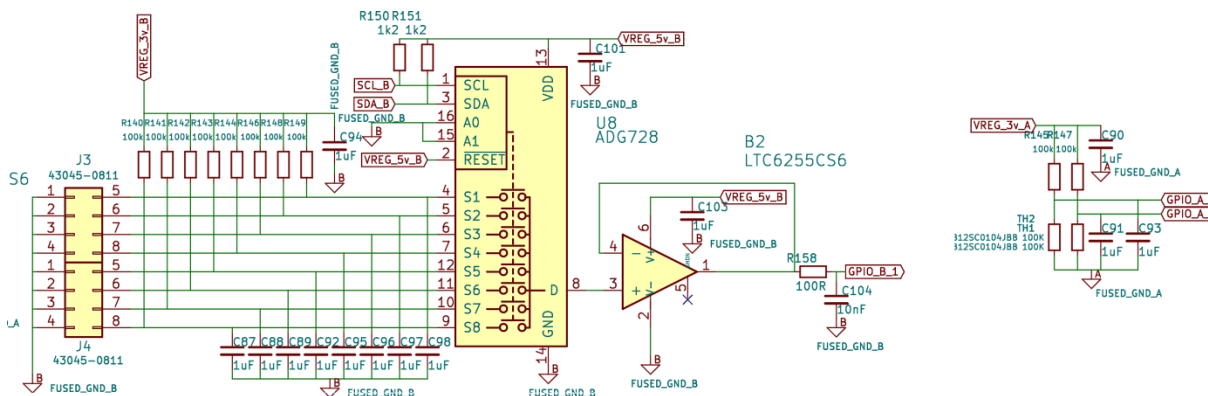 VREG_3v_B
R140
100k
R141
100k
R142
100k
R143
100k
R144
100k
R146
100k
R148
100k
R149
100k
FUSED_GND_B
C94
1uF
B
J3
43045-0811
S6
1 5
2 6
3 7
4 8
1 5
2 6
3 7
4 8
J4
43045-0811
B
FUSED_GND_B
C87
1uF
C88
1uF
C89
1uF
C92
1uF
C95
1uF
C96
1uF
C97
1uF
C98
1uF
B
FUSED_GND_B
R150 R151
1k2 1k2
SCL_B
SDA_B
FUSED_GND_B
B
VREG_5v_B
VREG_5v_B
C101
1uF
B
FUSED_GND_B
U8
ADG728
13
VDD
1 SCL
3 SDA
16 A0
15 A1
2 RESET
4 S1
5 S2
6 S3
7 S4
12 S5
11 S6
10 S7
9 S8
D 8
GND
14
B
FUSED_GND_B
B2
LTC6255CS6
VREG_5v_B
C103
1uF
B
FUSED_GND_B
4 -
3 +
6
V+
V-
2
5
1
B
FUSED_GND_B
R158
100R
GPIO_B_1
C104
10nF
B
FUSED_GND_B
VREG_3v_A
R145 R147
100k 100k
C90
1uF
A
FUSED_GND_A
GPIO_A_
GPIO_A_
TH2
TH1
312SC0104JBB 100K
312SC0104JBB 100K
C91
1uF
C93
1uF
A
FUSED_GND_A